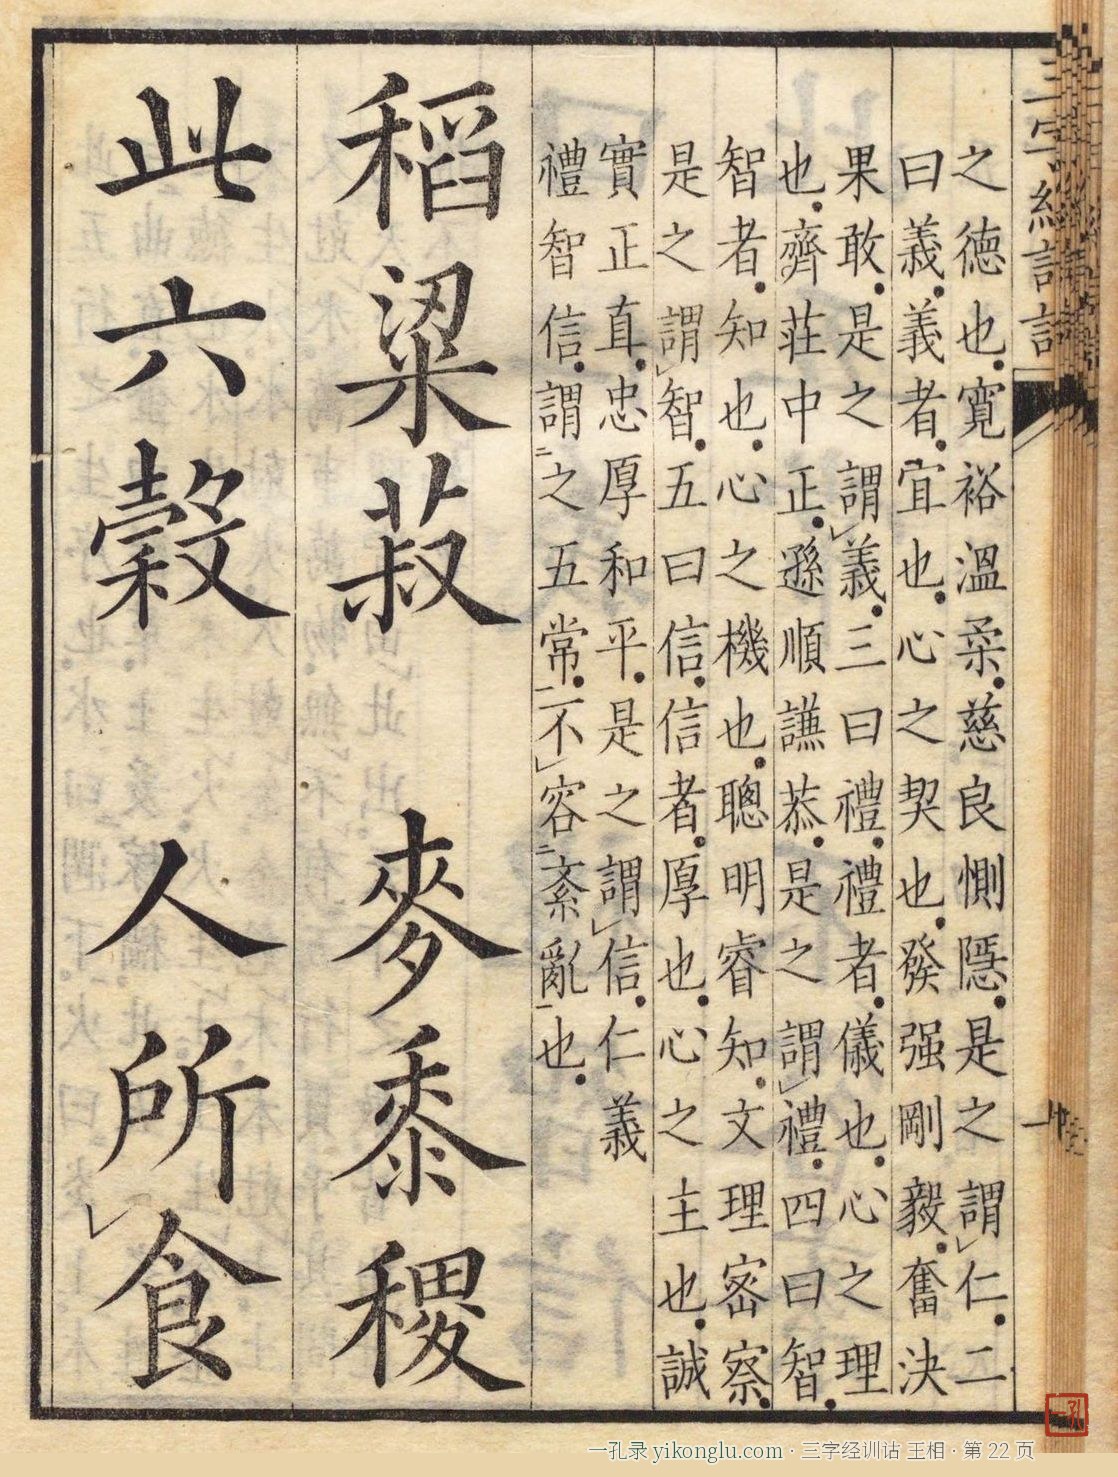 三字經訓詁
之德也。寬裕溫柔。慈良惻隱。是之謂仁。二
曰義。義者。宜也。心之契也。發强剛毅。奮決
果敢。是之謂義。三曰禮。禮者。儀也。心之理
也。齊莊中正。遜順謙恭。是之謂禮。四曰智。
智者。知也。心之機也。聰明睿知。文理密察。
是之謂智。五曰信。信者。厚也。心之主也。誠
實正直。忠厚和平。是之謂信。仁義
禮智信。謂之五常。不容紊亂也。
稻粱菽 麥黍稷
此六穀 人所食
一孔录 yikonglu.com · 三字经训诂 王相 · 第 22 页